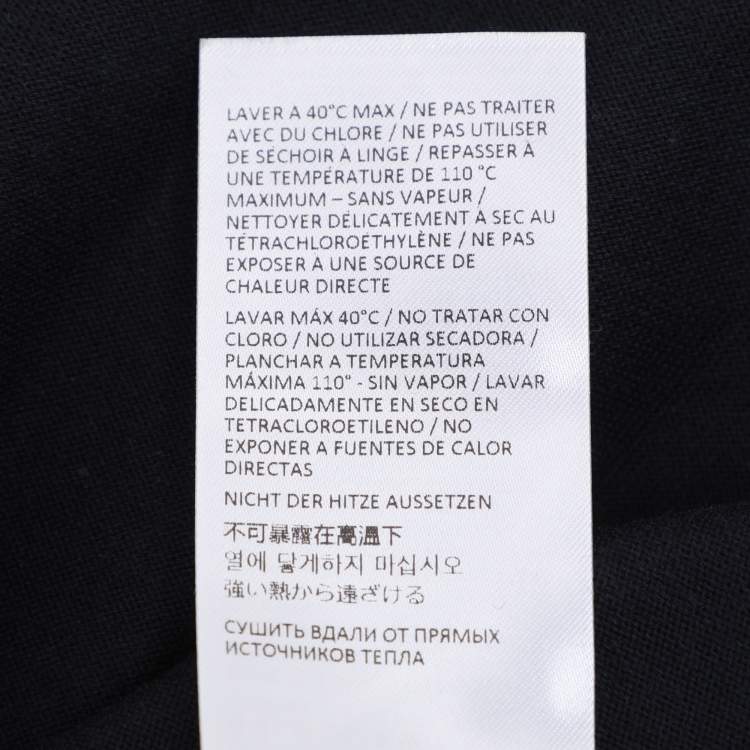 LAVER A 40°C MAX / NE PAS TRAITER
AVEC DU CHLORE / NE PAS UTILISER
DE SÉCHOIR À LINGE / REPASSER À
UNE TEMPÉRATURE DE 110 °C
MAXIMUM – SANS VAPEUR /
NETTOYER DÉLICATEMENT À SEC AU
TÉTRACHLOROÉTHYLÈNE / NE PAS
EXPOSER À UNE SOURCE DE
CHALEUR DIRECTE
LAVAR MÁX 40°C / NO TRATAR CON
CLORO / NO UTILIZAR SECADORA /
PLANCHAR A TEMPERATURA
MÁXIMA 110° - SIN VAPOR / LAVAR
DELICADAMENTE EN SECO EN
TETRACLOROETILENO / NO
EXPONER A FUENTES DE CALOR
DIRECTAS
NICHT DER HITZE AUSSETZEN
不可暴露在高溫下
열에 닿게하지 마십시오
強い熱から遠ざける
СУШИТЬ ВДАЛИ ОТ ПРЯМЫХ
ИСТОЧНИКОВ ТЕПЛА